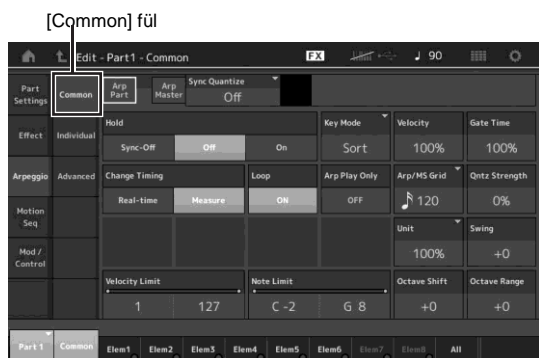 [Common] fül
Edit - Part1 - Common FX 90
Part Settings Common Arp Part Arp Master Sync Quantize Off
Effect Individual Hold Sync-Off Off On Key Mode Sort Velocity 100% Gate Time 100%
Arpeggio Advanced Change Timing Real-time Measure Loop ON Arp Play Only OFF Arp/MS Grid 120 Qntz Strength 0%
Motion Seq Unit 100% Swing +0
Mod / Control Velocity Limit 1 127 Note Limit C -2 G 8 Octave Shift +0 Octave Range +0
Part 1 Common Elem1 Elem2 Elem3 Elem4 Elem5 Elem6 Elem7 Elem8 All